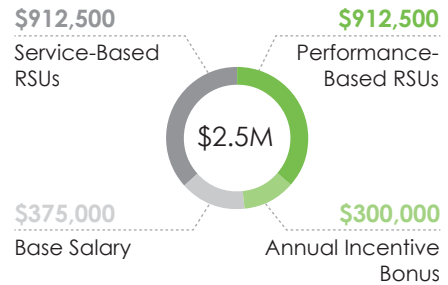 $912,500
Service-Based
RSUs
$912,500
Performance-
Based RSUs
$2.5M
$375,000
Base Salary
$300,000
Annual Incentive
Bonus